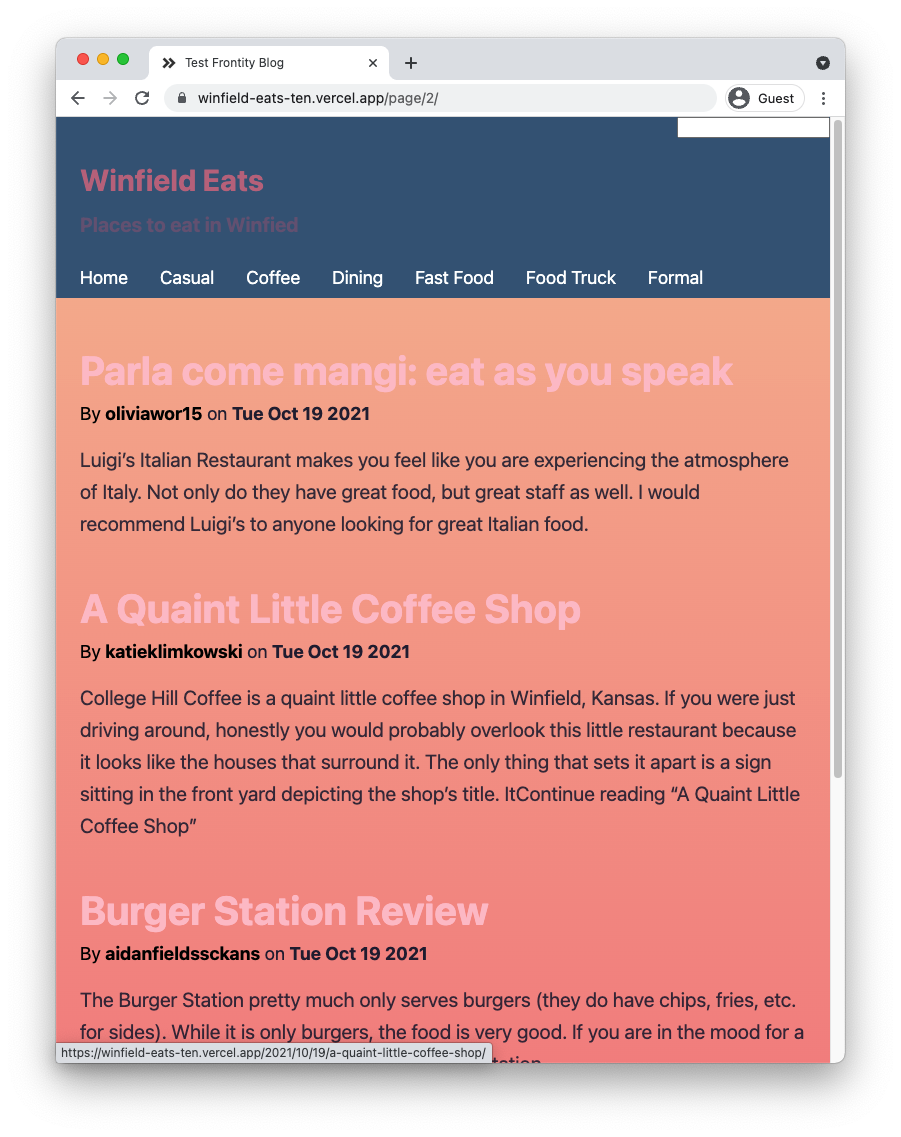 Test Frontity Blog
winfield-eats-ten.vercel.app/page/2/
Guest
Winfield Eats
Places to eat in Winfied
Home Casual Coffee Dining Fast Food Food Truck Formal
Parla come mangi: eat as you speak
By oliviawor15 on Tue Oct 19 2021
Luigi’s Italian Restaurant makes you feel like you are experiencing the atmosphere
of Italy. Not only do they have great food, but great staff as well. I would
recommend Luigi’s to anyone looking for great Italian food.
A Quaint Little Coffee Shop
By katieklimkowski on Tue Oct 19 2021
College Hill Coffee is a quaint little coffee shop in Winfield, Kansas. If you were just
driving around, honestly you would probably overlook this little restaurant because
it looks like the houses that surround it. The only thing that sets it apart is a sign
sitting in the front yard depicting the shop’s title. ItContinue reading “A Quaint Little
Coffee Shop”
Burger Station Review
By aidanfieldssckans on Tue Oct 19 2021
The Burger Station pretty much only serves burgers (they do have chips, fries, etc.
for sides). While it is only burgers, the food is very good. If you are in the mood for a
https://winfield-eats-ten.vercel.app/2021/10/19/a-quaint-little-coffee-shop/